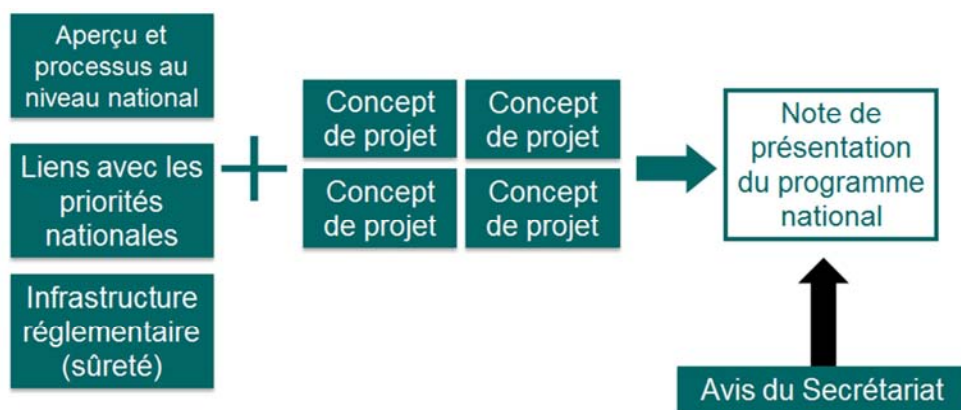 Aperçu et
processus au
niveau national
Liens avec les
priorités
nationales
Infrastructure
réglementaire
(sûreté)
+
Concept
de projet
Concept
de projet
Concept
de projet
Concept
de projet
Note de
présentation
du programme
national
Avis du Secrétariat